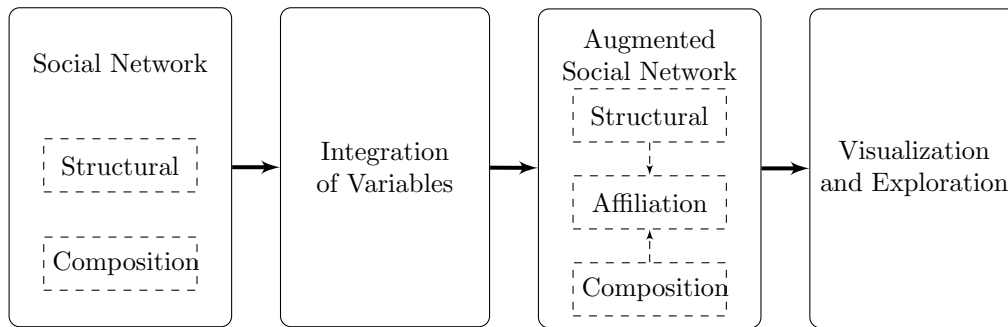 Social Network
Structural
Composition
Integration
of Variables
Augmented
Social Network
Structural
Affiliation
Composition
Visualization
and Exploration